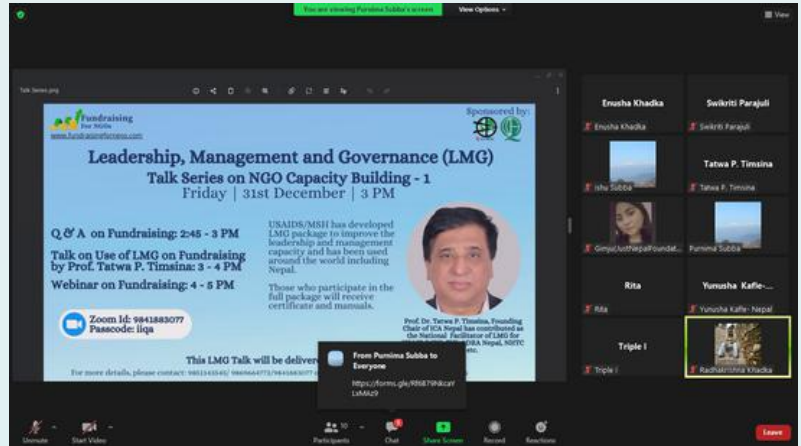 You are viewing Purnima Subba's screen
View Options
View
Talk Series.png
Fundraising
For NGOs
www.fundraisingforngos.com
Sponsored by:
Leadership, Management and Governance (LMG)
Talk Series on NGO Capacity Building - 1
Friday | 31st December | 3 PM
Q & A on Fundraising: 2:45 - 3 PM
Talk on Use of LMG on Fundraising
by Prof. Tatwa P. Timsina: 3 - 4 PM
Webinar on Fundraising: 4 - 5 PM
Zoom Id: 9841883077
Passcode: iiqa
USAIDS/MSH has developed
LMG package to improve the
leadership and management
capacity and has been used
around the world including
Nepal.
Those who participate in the
full package will receive
certificate and manuals.
Prof. Dr. Tatwa P. Timsina, Founding
Chair of ICA Nepal has contributed as
the National Facilitator of LMG for
etc.
This LMG Talk will be deliver
For more details, please contact:
From Purnima Subba to
Everyone
Enusha Khadka
Enusha Khadka
Swikriti Parajuli
Swikriti Parajuli
Ishu Subba
Tatwa P. Timsina
Tatwa P. Timsina
Purnima Subba
Rita
Rita
Yunusha Kafle-...
Yunusha Kafle- Nepal
Triple I
Triple I
Radhakrishna Khadka
Unmute
Start Video
10
Participants
Chat
Share Screen
Record
Reactions
Leave